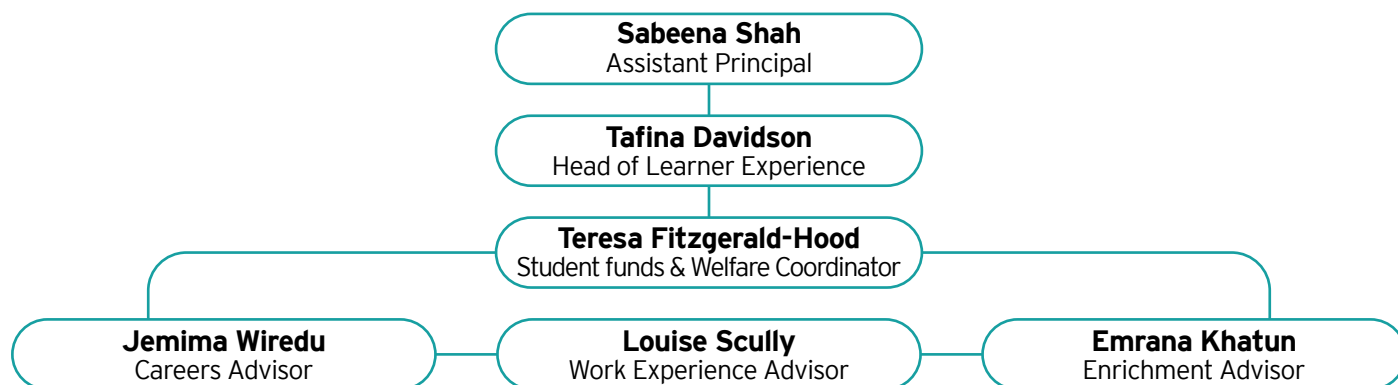 Sabeena Shah
Assistant Principal
Tafina Davidson
Head of Learner Experience
Teresa Fitzgerald-Hood
Student funds & Welfare Coordinator
Jemima Wiredu
Careers Advisor
Louise Scully
Work Experience Advisor
Emrana Khatun
Enrichment Advisor